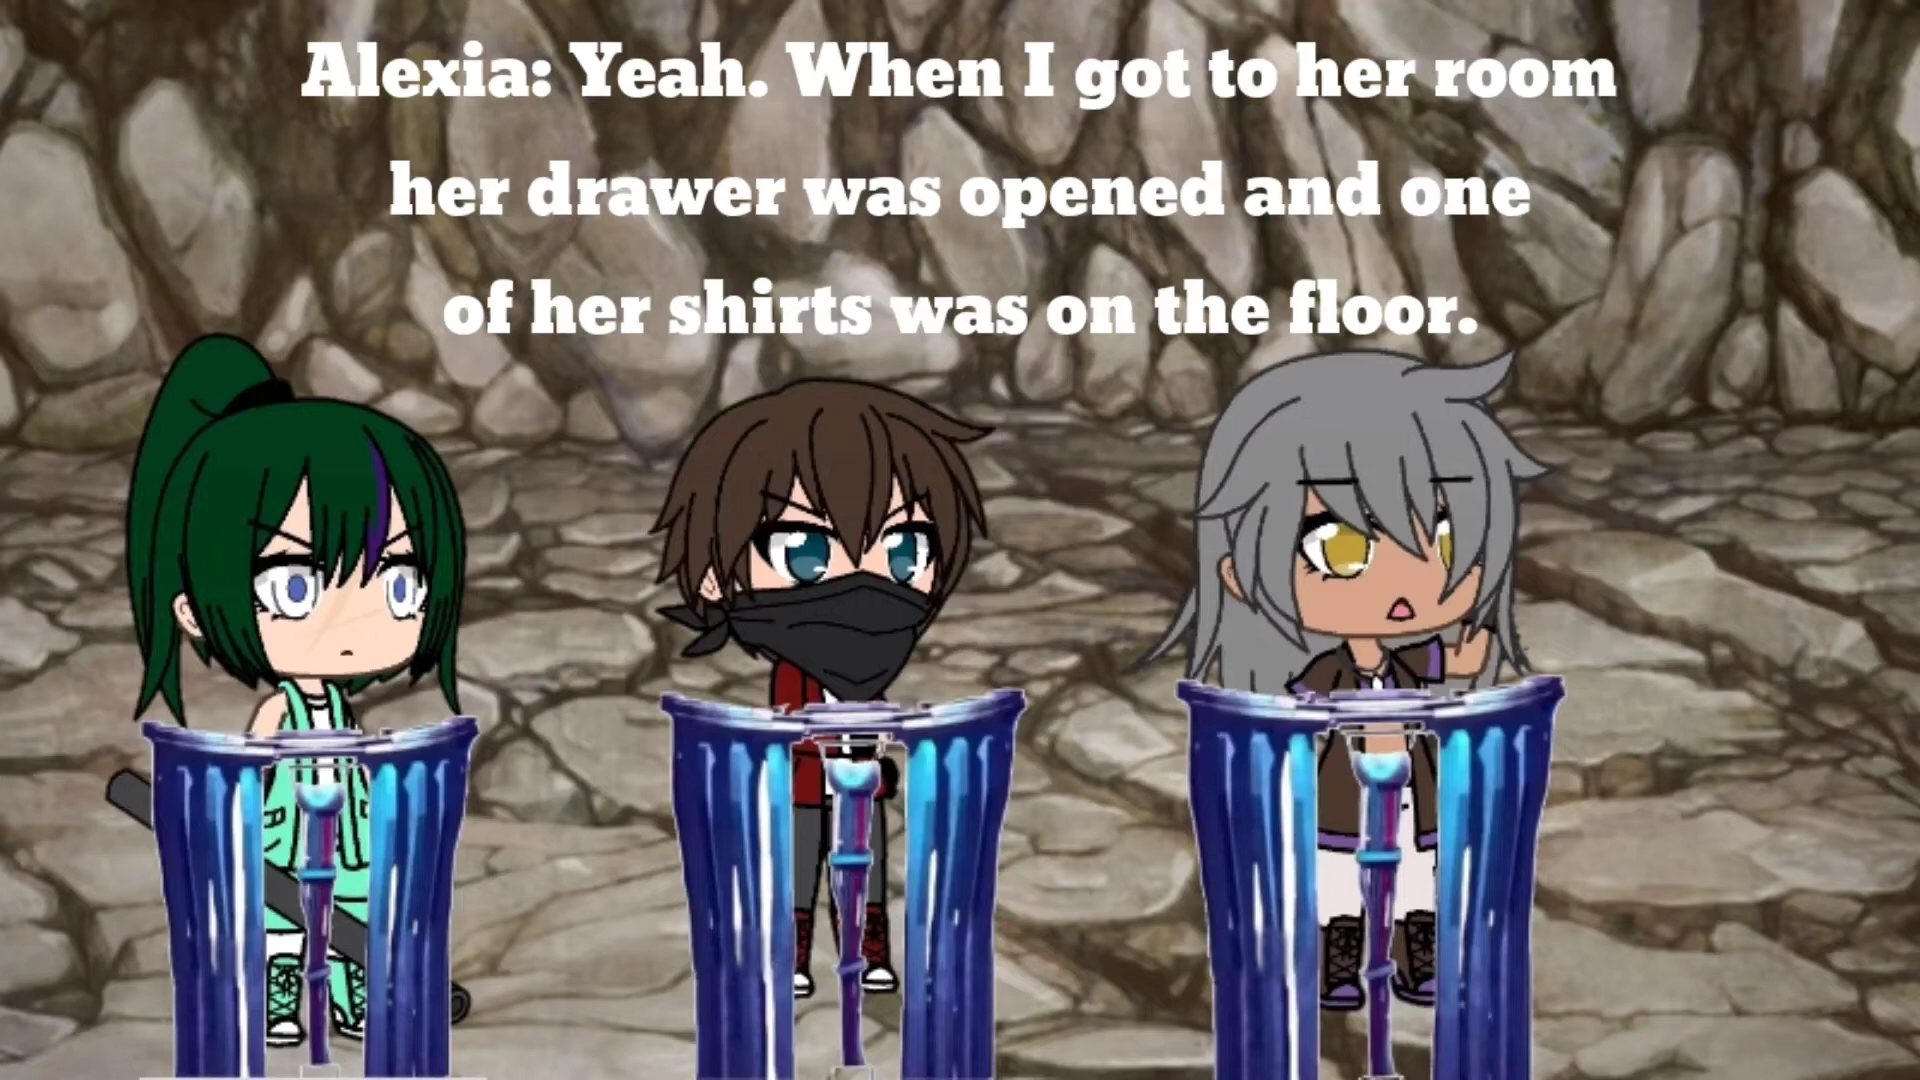 Alexia: Yeah. When I got to her room
her drawer was opened and one
of her shirts was on the floor.